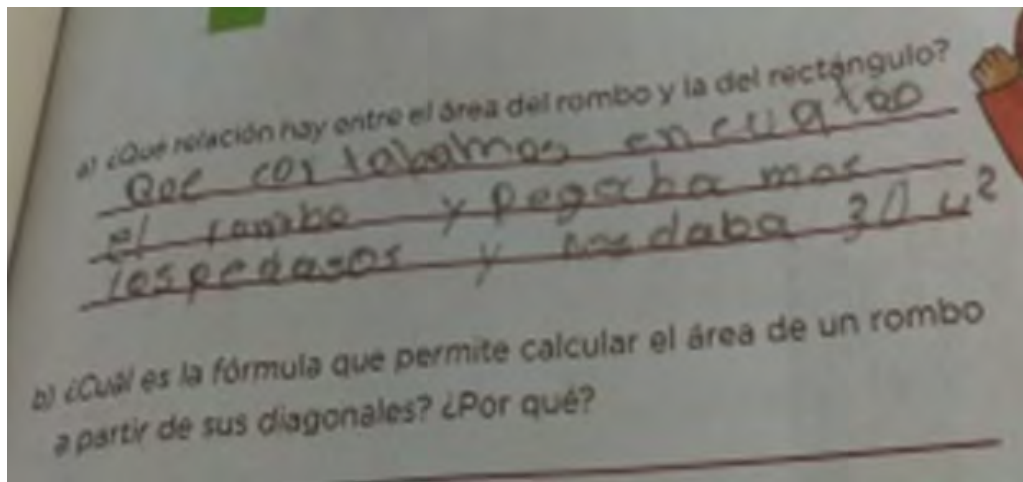 a) ¿Qué relación hay entre el área del rombo y la del rectángulo?
Que cortabamos en cuatro
el rombo y pegabamos
los pedasos y nos daba 30 u²
b) ¿Cuál es la fórmula que permite calcular el área de un rombo
a partir de sus diagonales? ¿Por qué?